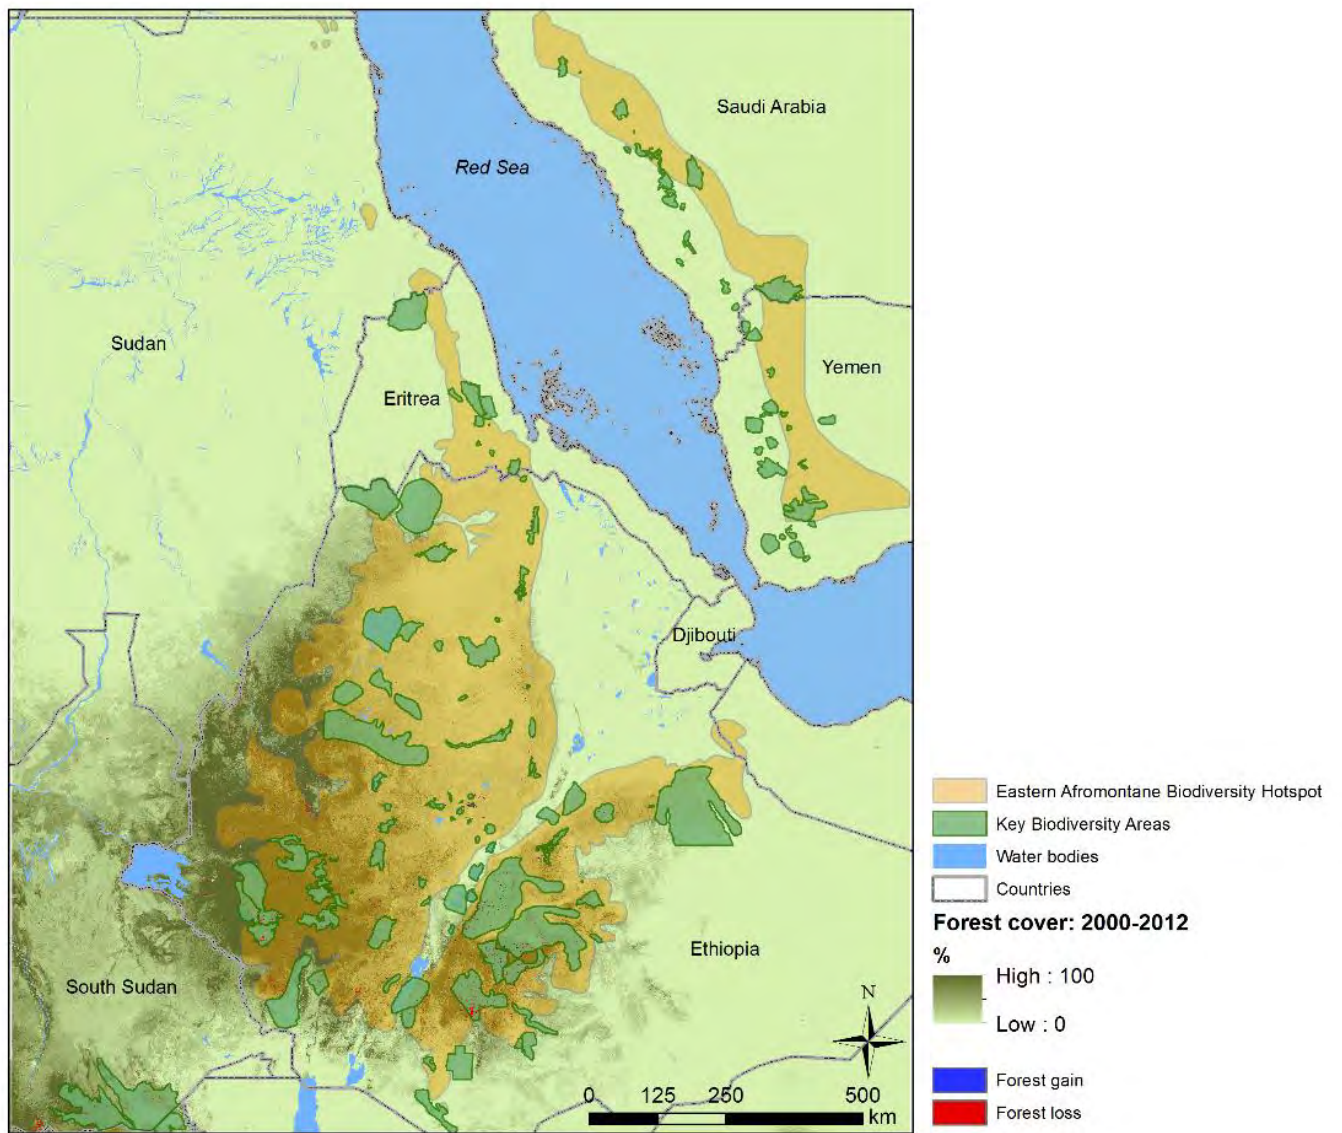 Saudi Arabia
Red Sea
Sudan
Yemen
Eritrea
Djibouti
Ethiopia
South Sudan
N
0 125 250 500
km
Eastern Afromontane Biodiversity Hotspot
Key Biodiversity Areas
Water bodies
Countries
Forest cover: 2000-2012
%
High : 100
Low : 0
Forest gain
Forest loss